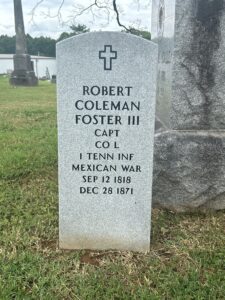 ROBERT
COLEMAN
FOSTER III
CAPT
CO L
1 TENN INF
MEXICAN WAR
SEP 12 1818
DEC 28 1871